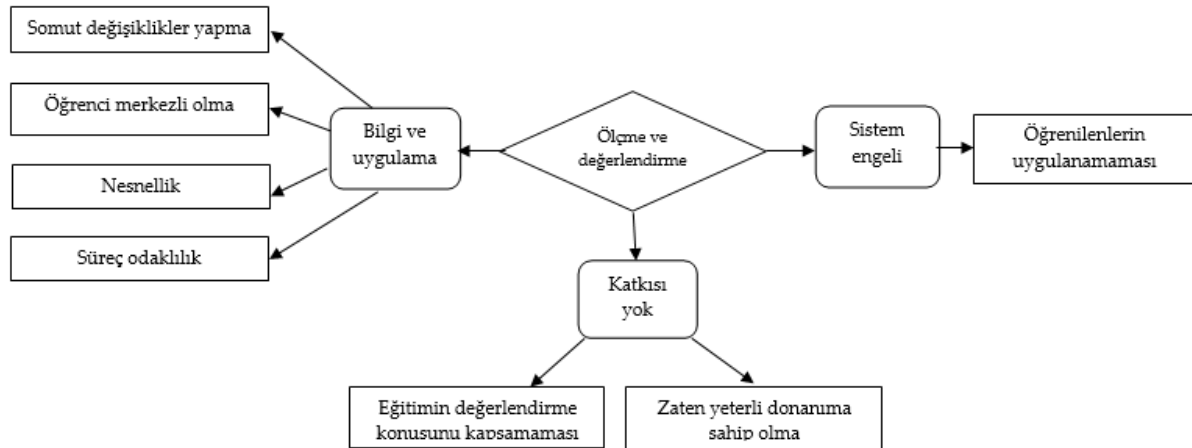 Somut değişiklikler yapma
Öğrenci merkezli olma
Nesnellik
Süreç odaklılık
Bilgi ve
uygulama
Ölçme ve
değerlendirme
Sistem
engeli
Öğrenilenlerin
uygulanamaması
Katkısı
yok
Eğitimin değerlendirme
konusunu kapsamaması
Zaten yeterli donanıma
sahip olma